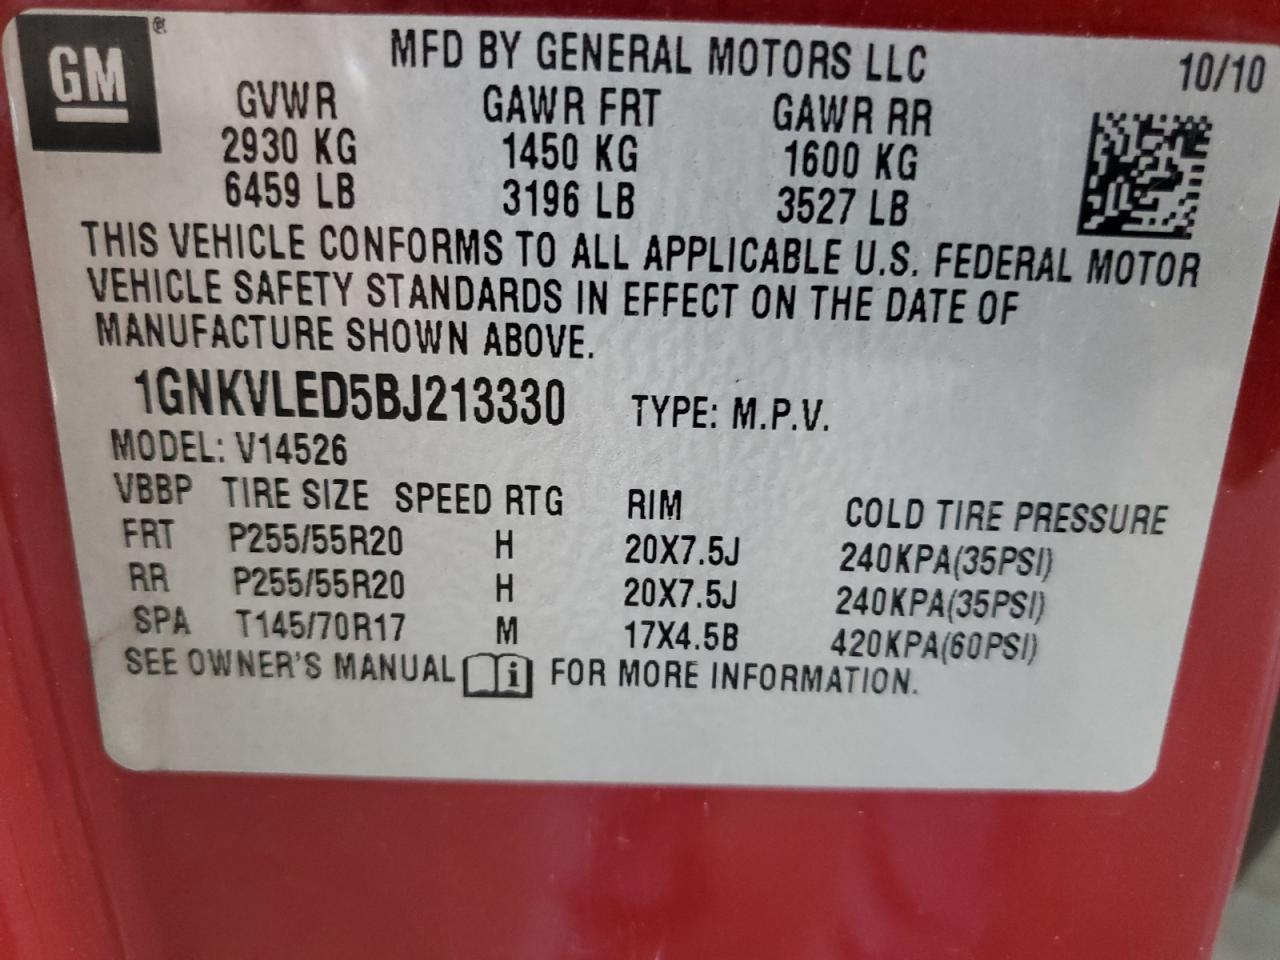 GM ®
MFD BY GENERAL MOTORS LLC 10/10
GVWR GAWR FRT GAWR RR
2930 KG 1450 KG 1600 KG
6459 LB 3196 LB 3527 LB
THIS VEHICLE CONFORMS TO ALL APPLICABLE U.S. FEDERAL MOTOR
VEHICLE SAFETY STANDARDS IN EFFECT ON THE DATE OF
MANUFACTURE SHOWN ABOVE.
1GNKVLED5BJ213330 TYPE: M.P.V.
MODEL: V14526
VBBP TIRE SIZE SPEED RTG RIM COLD TIRE PRESSURE
FRT P255/55R20 H 20X7.5J 240KPA(35PSI)
RR P255/55R20 H 20X7.5J 240KPA(35PSI)
SPA T145/70R17 M 17X4.5B 420KPA(60PSI)
SEE OWNER'S MANUAL i FOR MORE INFORMATION.